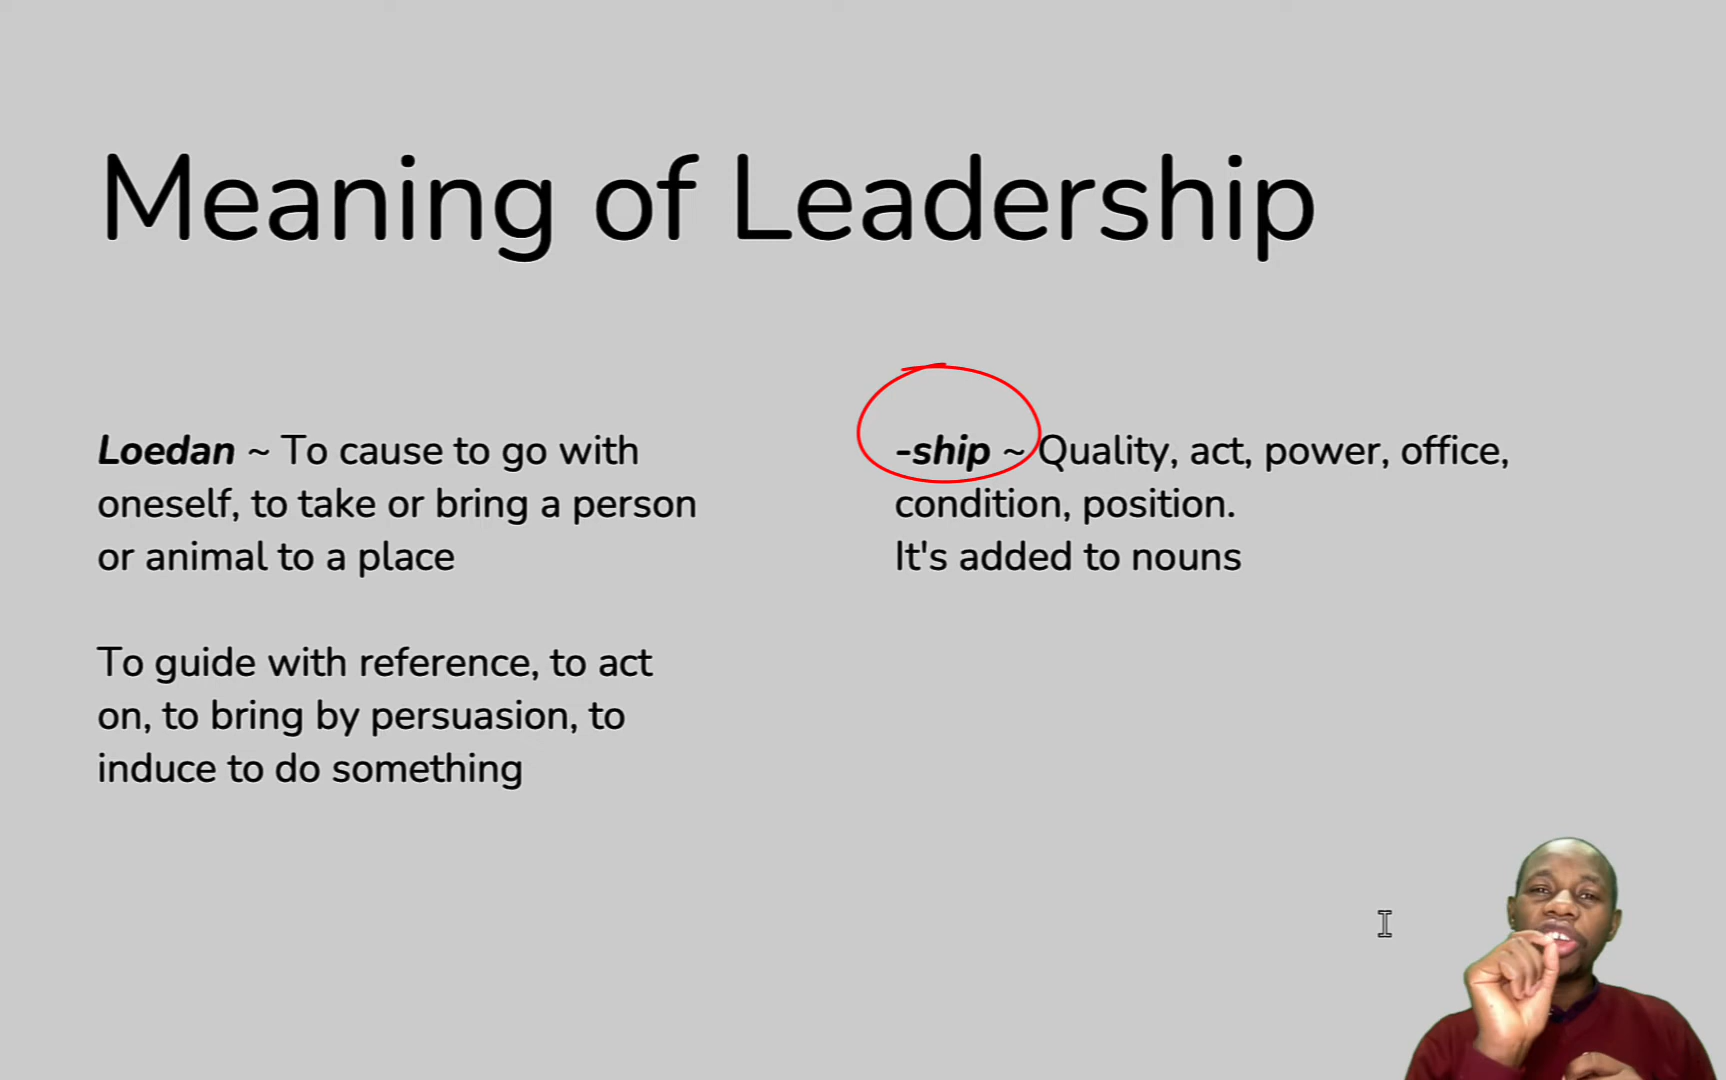 Meaning of Leadership
Loedan ~ To cause to go with
oneself, to take or bring a person
or animal to a place
To guide with reference, to act
on, to bring by persuasion, to
induce to do something
-ship ~ Quality, act, power, office,
condition, position.
It's added to nouns